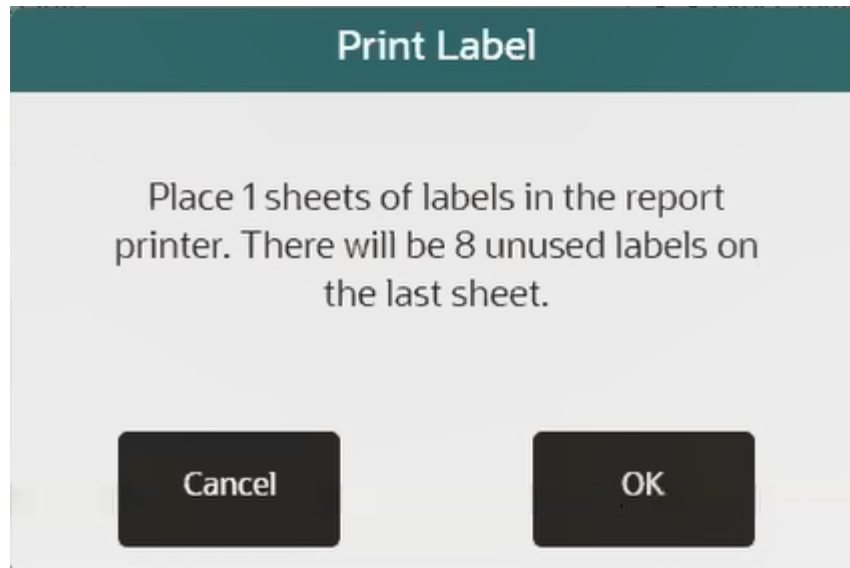 Print Label
Place 1 sheets of labels in the report
printer. There will be 8 unused labels on
the last sheet.
Cancel
OK